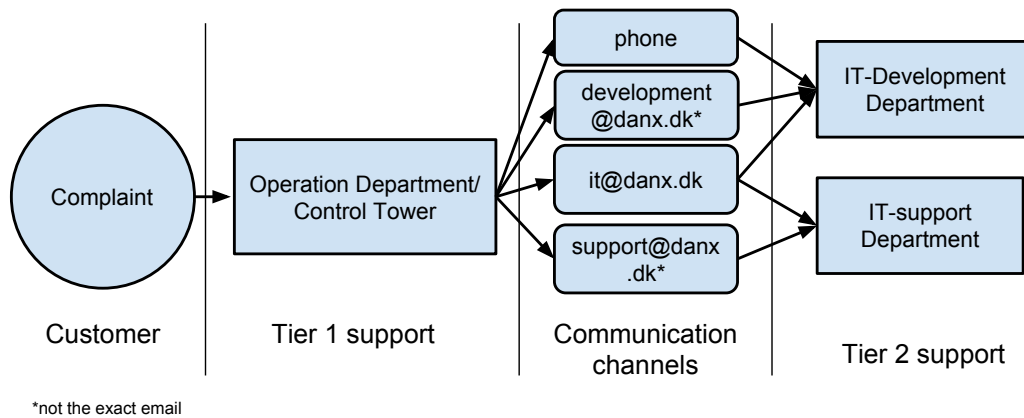 Complaint
Operation Department/
Control Tower
phone
development
@danx.dk*
it@danx.dk
support@danx
.dk*
IT-Development
Department
IT-support
Department
Customer
Tier 1 support
Communication
channels
Tier 2 support
*not the exact email